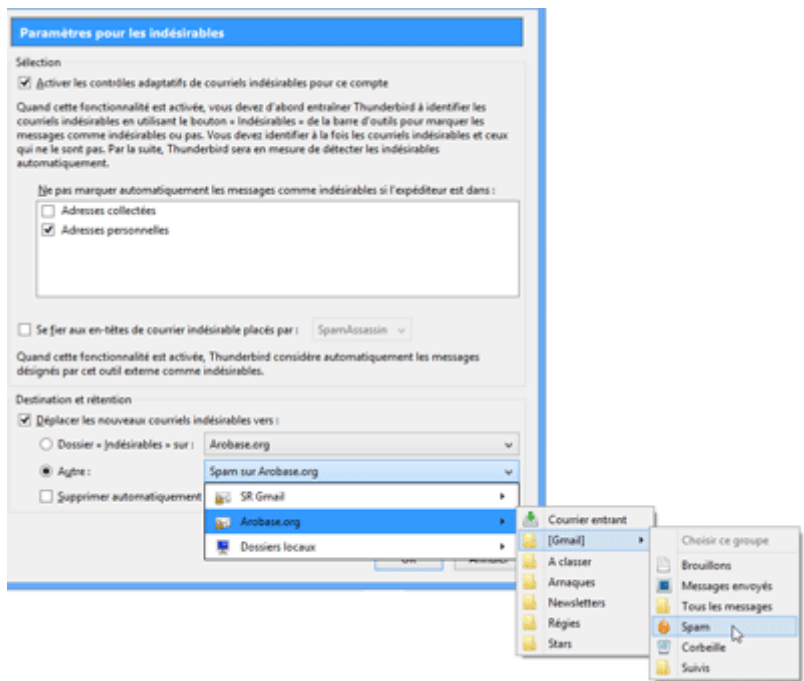 Paramètres pour les indésirables
Sélection
Activer les contrôles adaptatifs de courriels indésirables pour ce compte
Quand cette fonctionnalité est activée, vous devez d'abord entraîner Thunderbird à identifier les
courriels indésirables en utilisant le bouton « Indésirables » de la barre d'outils pour marquer les
messages comme indésirables ou pas. Vous devez identifier à la fois les courriels indésirables et ceux
qui ne le sont pas. Par la suite, Thunderbird sera en mesure de détecter les indésirables
automatiquement.
Ne pas marquer automatiquement les messages comme indésirables si l'expéditeur est dans :
Adresses collectées
Adresses personnelles
Se fier aux en-têtes de courrier indésirable placés par : SpamAssassin
Quand cette fonctionnalité est activée, Thunderbird considère automatiquement les messages
désignés par cet outil externe comme indésirables.
Destination et rétention
Déplacer les nouveaux courriels indésirables vers :
Dossier « Indésirables » sur : Arobase.org
Autre : Spam sur Arobase.org
Supprimer automatiquement
SR Gmail
Arobase.org
Dossiers locaux
Courrier entrant
[Gmail]
A classer
Arnaques
Newsletters
Régies
Stars
Choisir ce groupe
Brouillons
Messages envoyés
Tous les messages
Spam
Corbeille
Suivis